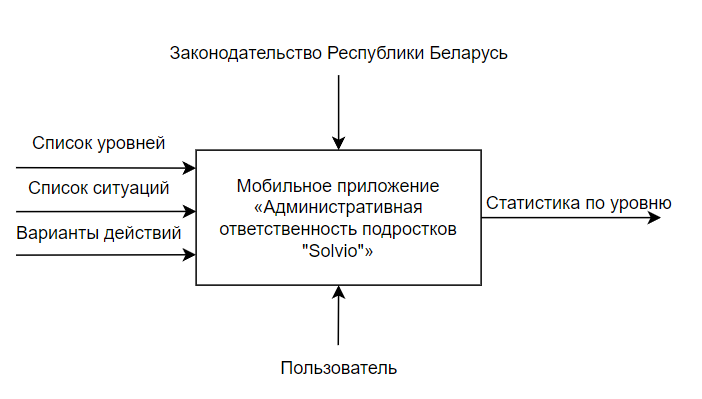 Законодательство Республики Беларусь
Список уровней
Список ситуаций
Варианты действий
Мобильное приложение
«Административная
ответственность подростков
"Solvio"»
Статистика по уровню
Пользователь